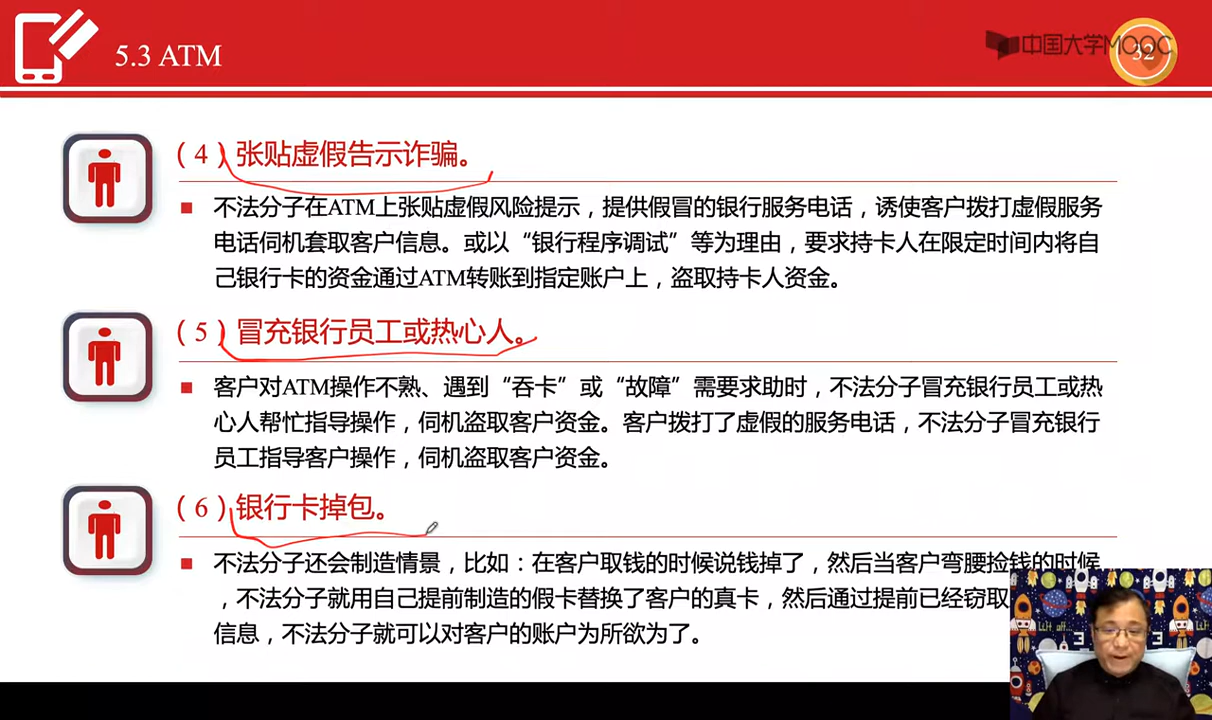 5.3 ATM
中国大学MOOC
32
（4）张贴虚假告示诈骗。
■ 不法分子在ATM上张贴虚假风险提示，提供假冒的银行服务电话，诱使客户拨打虚假服务
电话伺机套取客户信息。或以“银行程序调试”等为理由，要求持卡人在限定时间内将自
己银行卡的资金通过ATM转账到指定账户上，盗取持卡人资金。
（5）冒充银行员工或热心人。
■ 客户对ATM操作不熟、遇到“吞卡”或“故障”需要求助时，不法分子冒充银行员工或热
心人帮忙指导操作，伺机盗取客户资金。客户拨打了虚假的服务电话，不法分子冒充银行
员工指导客户操作，伺机盗取客户资金。
（6）银行卡掉包。
■ 不法分子还会制造情景，比如：在客户取钱的时候说钱掉了，然后当客户弯腰捡钱的时候
，不法分子就用自己提前制造的假卡替换了客户的真卡，然后通过提前已经窃取
信息，不法分子就可以对客户的账户为所欲为了。